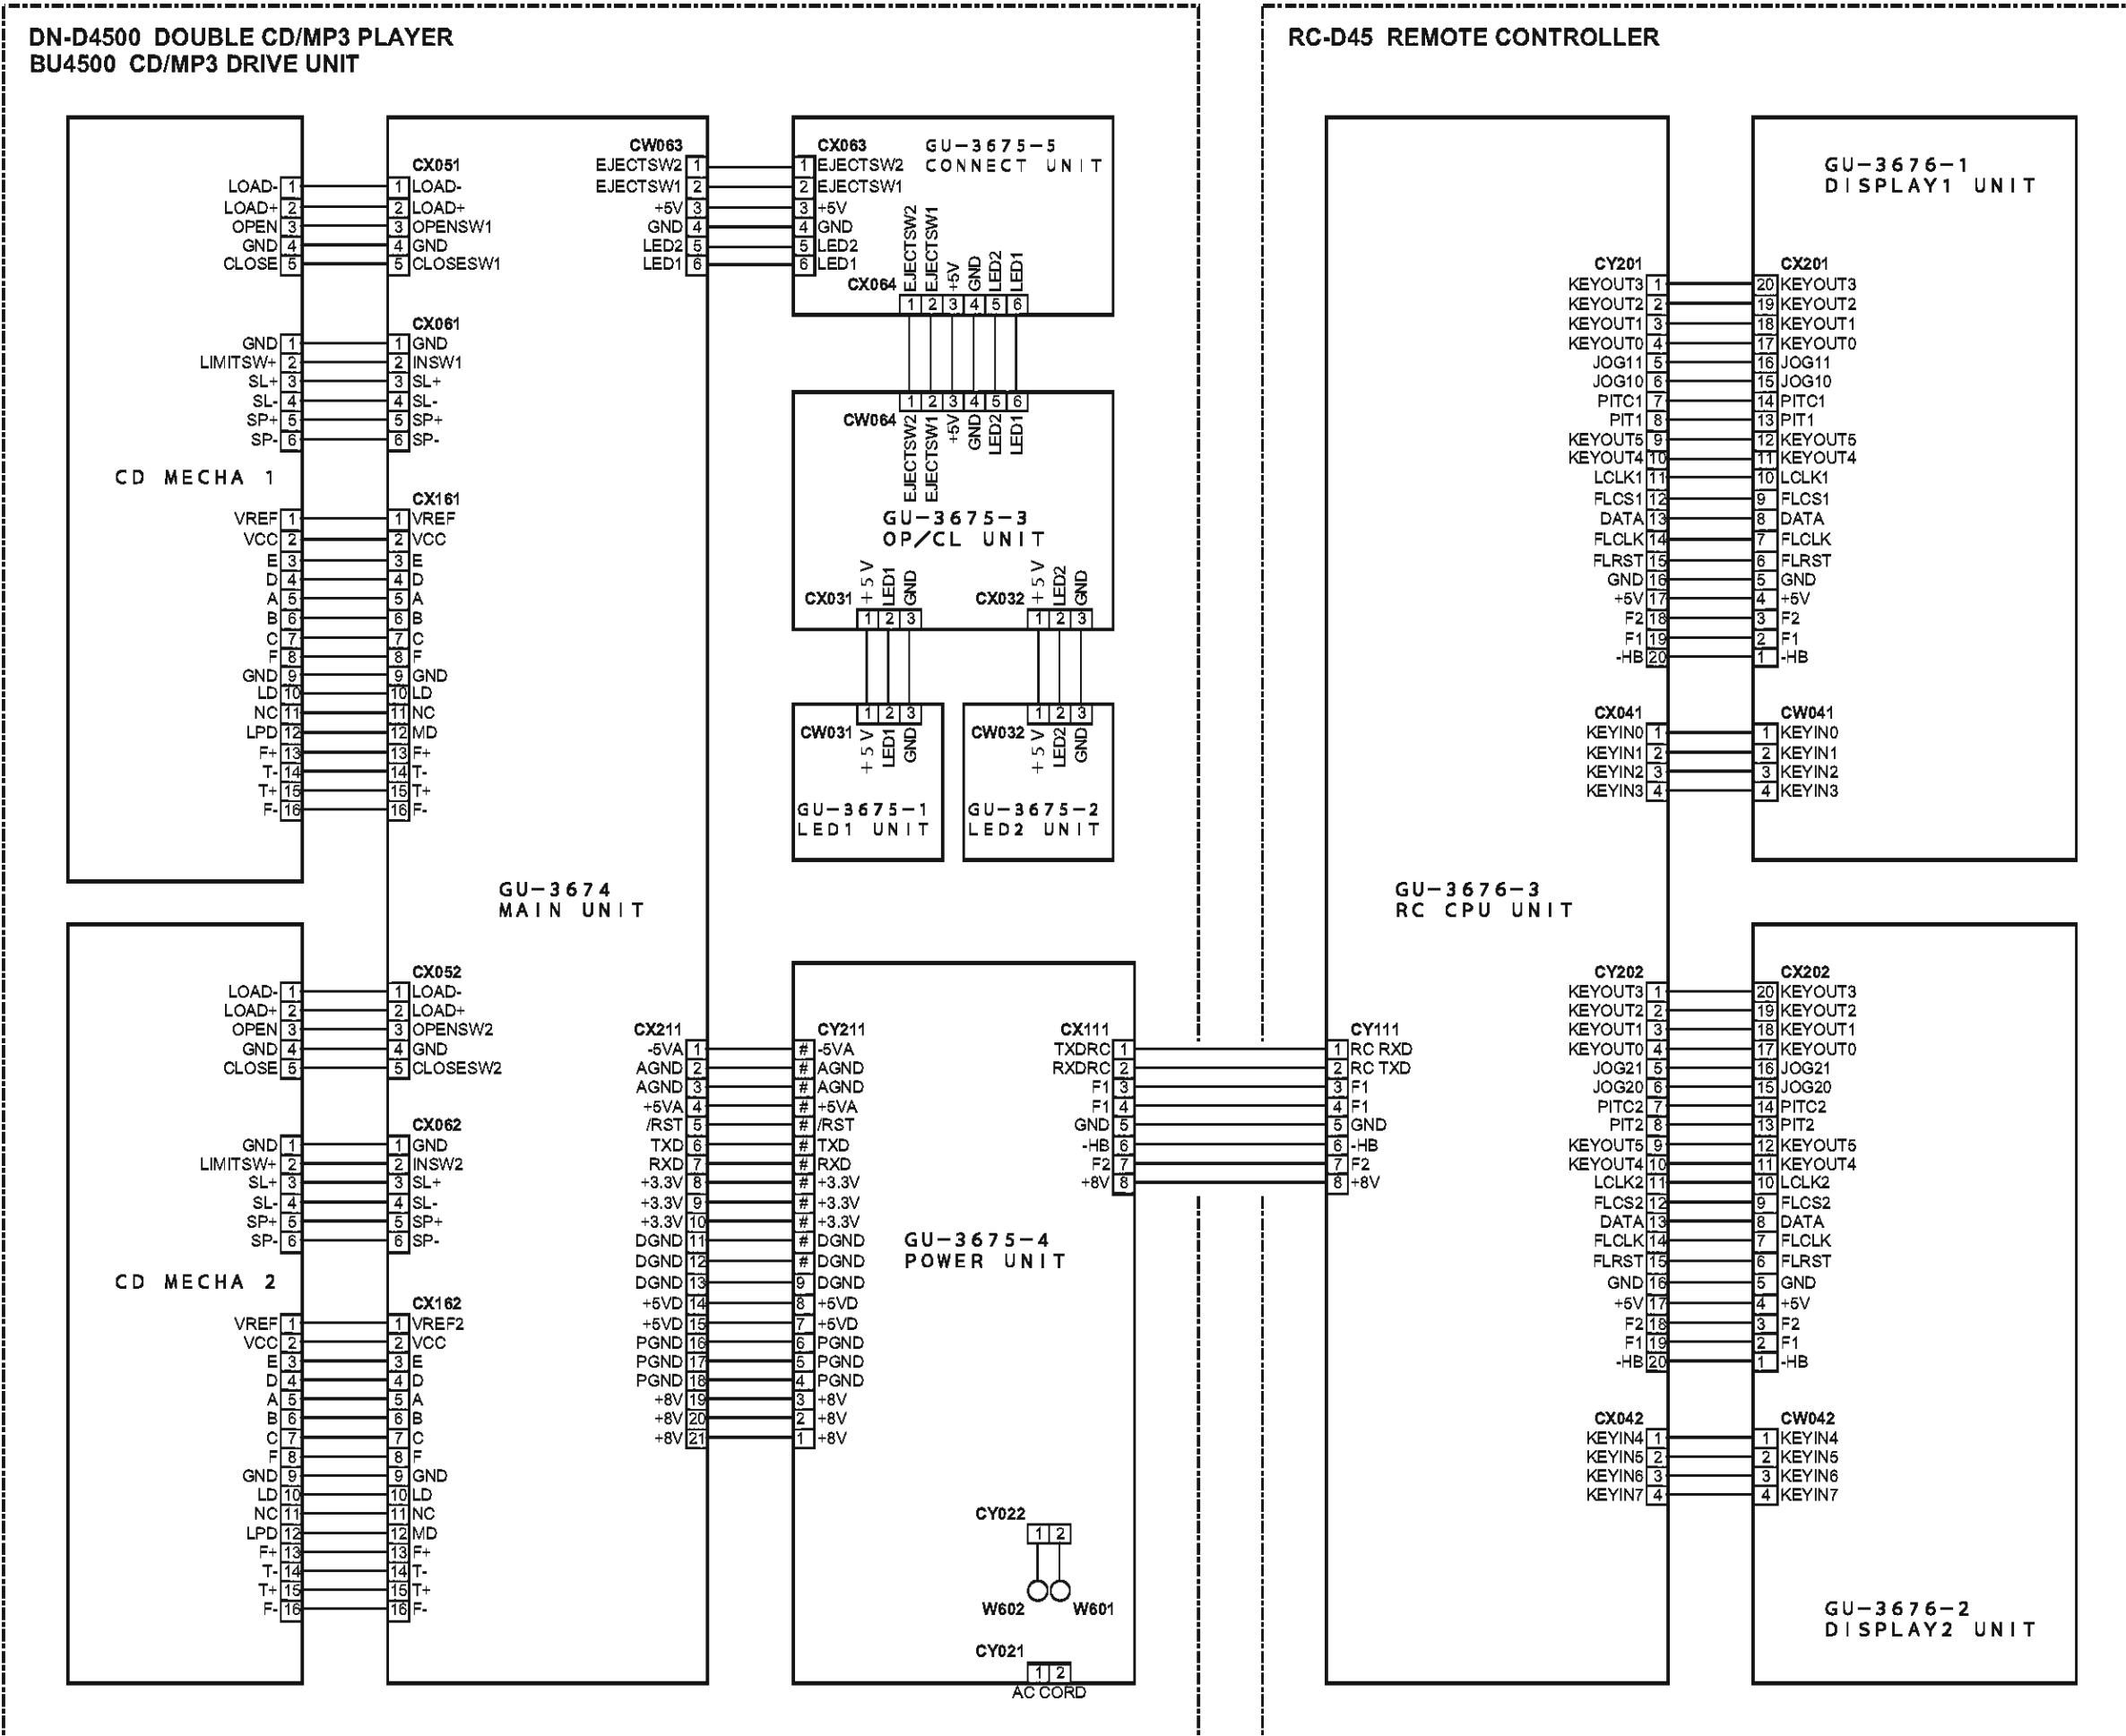 DN-D4500 DOUBLE CD/MP3 PLAYER
BU4500 CD/MP3 DRIVE UNIT
CD MECHA 1
LOAD- 1
LOAD+ 2
OPEN 3
GND 4
CLOSE 5
GND 1
LIMITSW+ 2
SL+ 3
SL- 4
SP+ 5
SP- 6
VREF 1
VCC 2
E 3
D 4
A 5
B 6
C 7
F 8
GND 9
LD 10
NC 11
LPD 12
F+ 13
T- 14
T+ 15
F- 16
CD MECHA 2
LOAD- 1
LOAD+ 2
OPEN 3
GND 4
CLOSE 5
GND 1
LIMITSW+ 2
SL+ 3
SL- 4
SP+ 5
SP- 6
VREF 1
VCC 2
E 3
D 4
A 5
B 6
C 7
F 8
GND 9
LD 10
NC 11
LPD 12
F+ 13
T- 14
T+ 15
F- 16
GU-3674
MAIN UNIT
CX051
1 LOAD-
2 LOAD+
3 OPENSW1
4 GND
5 CLOSESW1
CX061
1 GND
2 INSW1
3 SL+
4 SL-
5 SP+
6 SP-
CX161
1 VREF
2 VCC
3 E
4 D
5 A
6 B
7 C
8 F
9 GND
10 LD
11 NC
12 MD
13 F+
14 T-
15 T+
16 F-
CX052
1 LOAD-
2 LOAD+
3 OPENSW2
4 GND
5 CLOSESW2
CX062
1 GND
2 INSW2
3 SL+
4 SL-
5 SP+
6 SP-
CX162
1 VREF2
2 VCC
3 E
4 D
5 A
6 B
7 C
8 F
9 GND
10 LD
11 NC
12 MD
13 F+
14 T-
15 T+
16 F-
CW063
EJECTSW2 1
EJECTSW1 2
+5V 3
GND 4
LED2 5
LED1 6
CX211
-5VA 1
AGND 2
AGND 3
+5VA 4
/RST 5
TXD 6
RXD 7
+3.3V 8
+3.3V 9
+3.3V 10
DGND 11
DGND 12
DGND 13
+5VD 14
+5VD 15
PGND 16
PGND 17
PGND 18
+8V 19
+8V 20
+8V 21
GU-3675-5
CONNECT UNIT
CX063
1 EJECTSW2
2 EJECTSW1
3 +5V
4 GND
5 LED2
6 LED1
CX064
EJECTSW2
EJECTSW1
+5V
GND
LED2
LED1
1 2 3 4 5 6
1 2 3 4 5 6
CW064
EJECTSW2
EJECTSW1
+5V
GND
LED2
LED1
GU-3675-3
OP/CL UNIT
CX031
+5V
LED1
GND
1 2 3
CX032
+5V
LED2
GND
1 2 3
1 2 3
CW031
+5V
LED1
GND
GU-3675-1
LED1 UNIT
1 2 3
CW032
+5V
LED2
GND
GU-3675-2
LED2 UNIT
GU-3675-4
POWER UNIT
CY211
# -5VA
# AGND
# AGND
# +5VA
# /RST
# TXD
# RXD
# +3.3V
# +3.3V
# +3.3V
# DGND
# DGND
9 DGND
8 +5VD
7 +5VD
6 PGND
5 PGND
4 PGND
3 +8V
2 +8V
1 +8V
CX111
TXDRC 1
RXDRC 2
F1 3
F1 4
GND 5
-HB 6
F2 7
+8V 8
CY022
1 2
W602 W601
CY021
1 2
AC CORD
RC-D45 REMOTE CONTROLLER
GU-3676-3
RC CPU UNIT
CY111
1 RC RXD
2 RC TXD
3 F1
4 F1
5 GND
6 -HB
7 F2
8 +8V
CY201
KEYOUT3 1
KEYOUT2 2
KEYOUT1 3
KEYOUT0 4
JOG11 5
JOG10 6
PITC1 7
PIT1 8
KEYOUT5 9
KEYOUT4 10
LCLK1 11
FLCS1 12
DATA 13
FLCLK 14
FLRST 15
GND 16
+5V 17
F2 18
F1 19
-HB 20
CX041
KEYIN0 1
KEYIN1 2
KEYIN2 3
KEYIN3 4
CY202
KEYOUT3 1
KEYOUT2 2
KEYOUT1 3
KEYOUT0 4
JOG21 5
JOG20 6
PITC2 7
PIT2 8
KEYOUT5 9
KEYOUT4 10
LCLK2 11
FLCS2 12
DATA 13
FLCLK 14
FLRST 15
GND 16
+5V 17
F2 18
F1 19
-HB 20
CX042
KEYIN4 1
KEYIN5 2
KEYIN6 3
KEYIN7 4
GU-3676-1
DISPLAY1 UNIT
CX201
20 KEYOUT3
19 KEYOUT2
18 KEYOUT1
17 KEYOUT0
16 JOG11
15 JOG10
14 PITC1
13 PIT1
12 KEYOUT5
11 KEYOUT4
10 LCLK1
9 FLCS1
8 DATA
7 FLCLK
6 FLRST
5 GND
4 +5V
3 F2
2 F1
1 -HB
CW041
1 KEYIN0
2 KEYIN1
3 KEYIN2
4 KEYIN3
CX202
20 KEYOUT3
19 KEYOUT2
18 KEYOUT1
17 KEYOUT0
16 JOG21
15 JOG20
14 PITC2
13 PIT2
12 KEYOUT5
11 KEYOUT4
10 LCLK2
9 FLCS2
8 DATA
7 FLCLK
6 FLRST
5 GND
4 +5V
3 F2
2 F1
1 -HB
CW042
1 KEYIN4
2 KEYIN5
3 KEYIN6
4 KEYIN7
GU-3676-2
DISPLAY2 UNIT